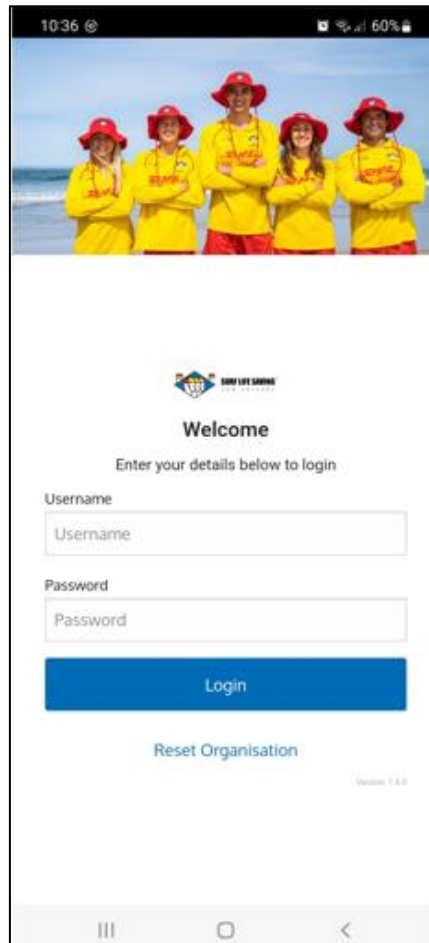 10:36
60%
SURF LIFE SAVING
Welcome
Enter your details below to login
Username
Username
Password
Password
Login
Reset Organisation